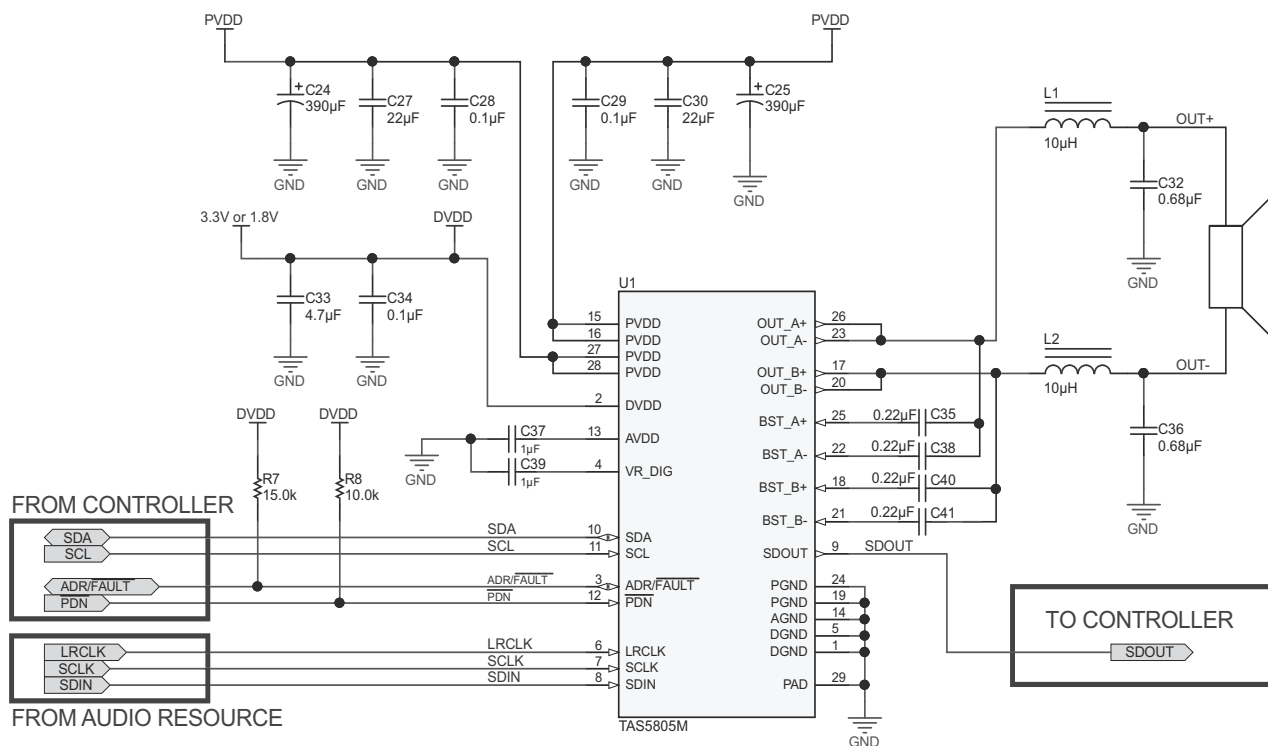 PVDD
PVDD
C24
390µF
C27
22µF
C28
0.1µF
C29
0.1µF
C30
22µF
C25
390µF
GND
GND
GND
GND
GND
GND
L1
10µH
OUT+
C32
0.68µF
GND
3.3V or 1.8V
DVDD
C33
4.7µF
C34
0.1µF
GND
GND
U1
15 PVDD
16 PVDD
27 PVDD
28 PVDD
2 DVDD
13 AVDD
4 VR_DIG
10 SDA
11 SCL
3 ADR/FAULT
12 PDN
6 LRCLK
7 SCLK
8 SDIN
OUT_A+ 26
OUT_A- 23
OUT_B+ 17
OUT_B- 20
BST_A+ 25
BST_A- 22
BST_B+ 18
BST_B- 21
SDOUT 9
PGND 24
PGND 19
AGND 14
DGND 5
DGND 1
PAD 29
TAS5805M
L2
10µH
OUT-
C36
0.68µF
GND
0.22µF C35
0.22µF C38
0.22µF C40
0.22µF C41
SDOUT
GND
DVDD
DVDD
R7
15.0k
R8
10.0k
GND
C37
1µF
C39
1µF
FROM CONTROLLER
SDA
SCL
ADR/FAULT
PDN
SDA
SCL
ADR/FAULT
PDN
LRCLK
SCLK
SDIN
LRCLK
SCLK
SDIN
FROM AUDIO RESOURCE
TO CONTROLLER
SDOUT